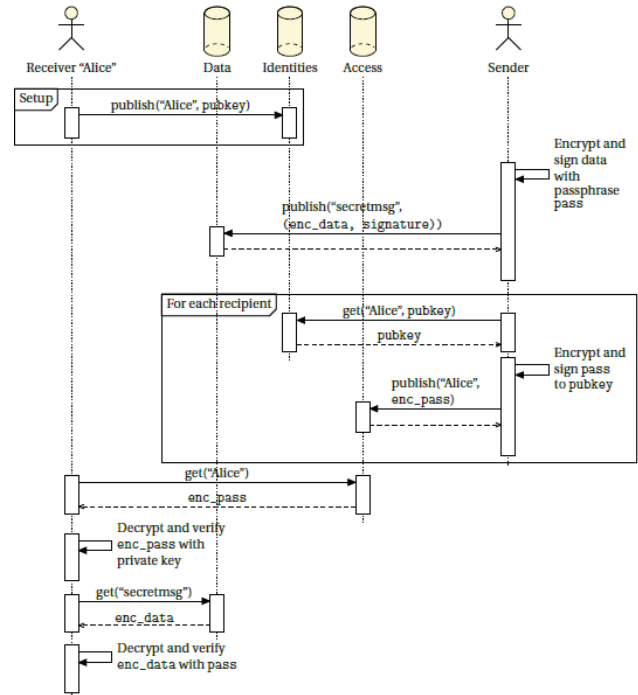 Receiver “Alice”
Data
Identities
Access
Sender
Setup
publish(“Alice”, pubkey)
Encrypt and
sign data
with
passphrase
pass
publish(“secretmsg”,
(enc_data, signature))
For each recipient
get(“Alice”, pubkey)
pubkey
Encrypt and
sign pass
to pubkey
publish(“Alice”,
enc_pass)
get(“Alice”)
enc_pass
Decrypt and verify
enc_pass with
private key
get(“secretmsg”)
enc_data
Decrypt and verify
enc_data with pass